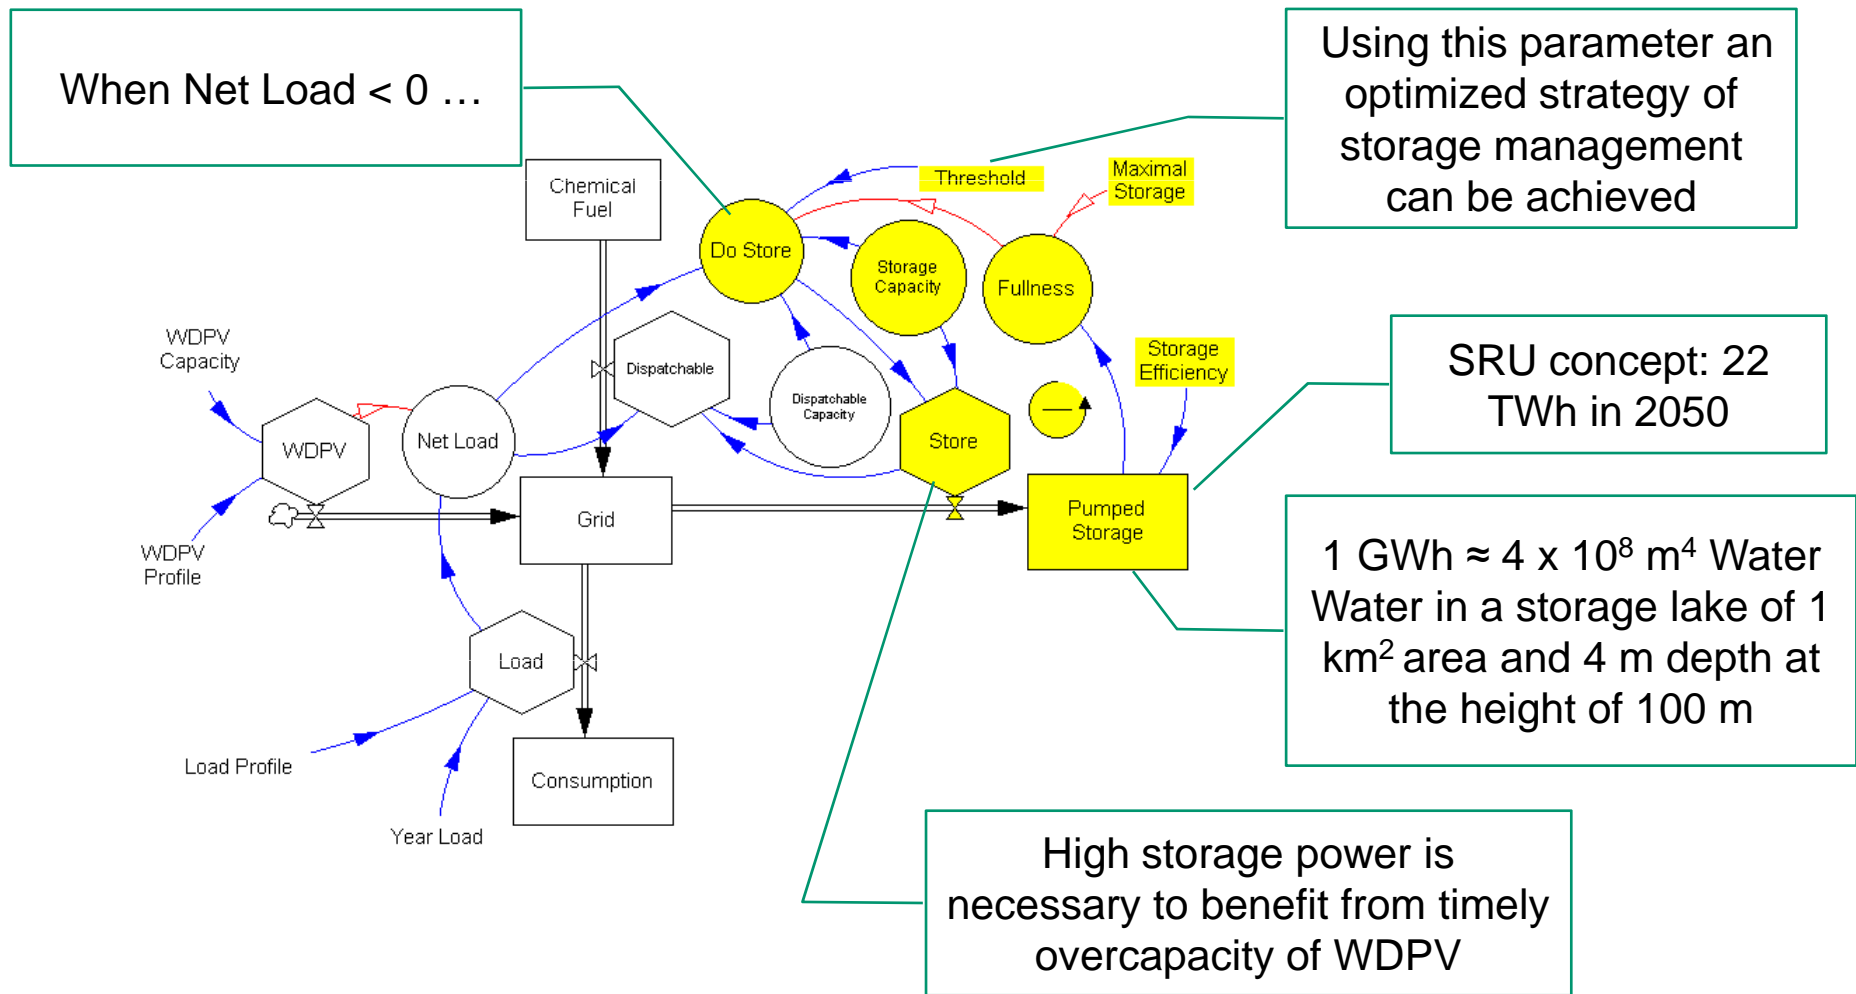 When Net Load < 0 …
Using this parameter an
optimized strategy of
storage management
can be achieved
Chemical
Fuel
Threshold
Maximal
Storage
Do Store
Storage
Capacity
Fullness
WDPV
Capacity
Dispatchable
Storage
Efficiency
SRU concept: 22
TWh in 2050
Dispatchable
Capacity
WDPV
Net Load
Store
Grid
Pumped
Storage
WDPV
Profile
1 GWh ≈ 4 x 10⁸ m⁴ Water
Water in a storage lake of 1
km² area and 4 m depth at
the height of 100 m
Load
Load Profile
Consumption
Year Load
High storage power is
necessary to benefit from timely
overcapacity of WDPV